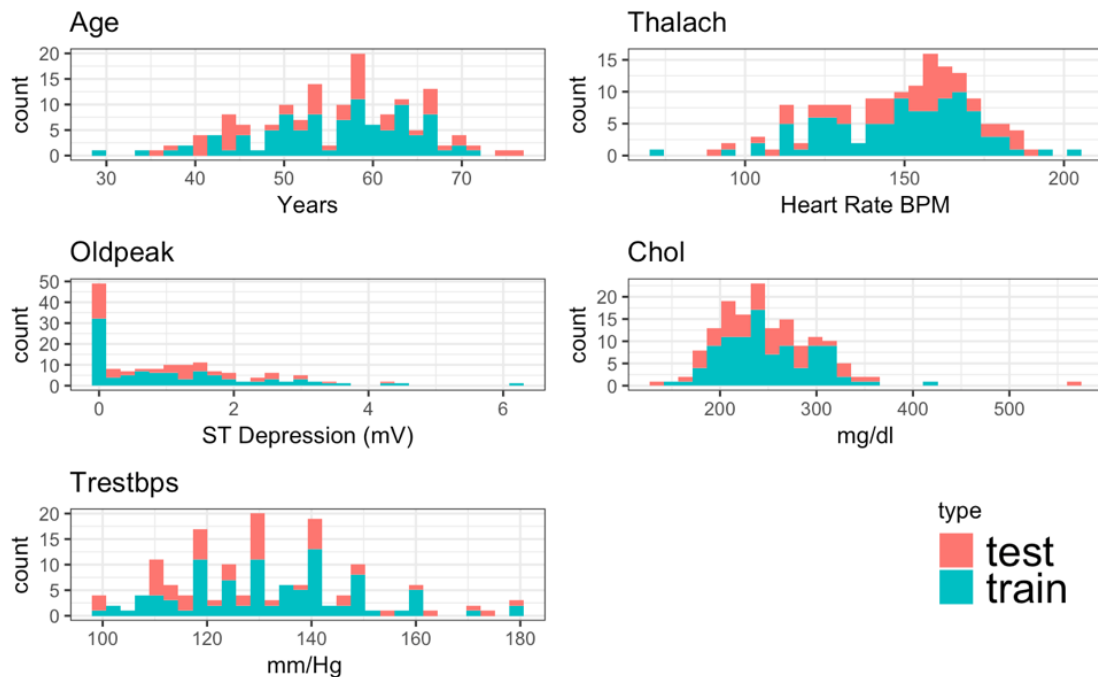 Age
20
15
10
5
0
count
30 40 50 60 70
Years
Thalach
15
10
5
0
count
100 150 200
Heart Rate BPM
Oldpeak
50
40
30
20
10
0
count
0 2 4 6
ST Depression (mV)
Chol
20
15
10
5
0
count
200 300 400 500
mg/dl
Trestbps
20
15
10
5
0
count
100 120 140 160 180
mm/Hg
type
test
train